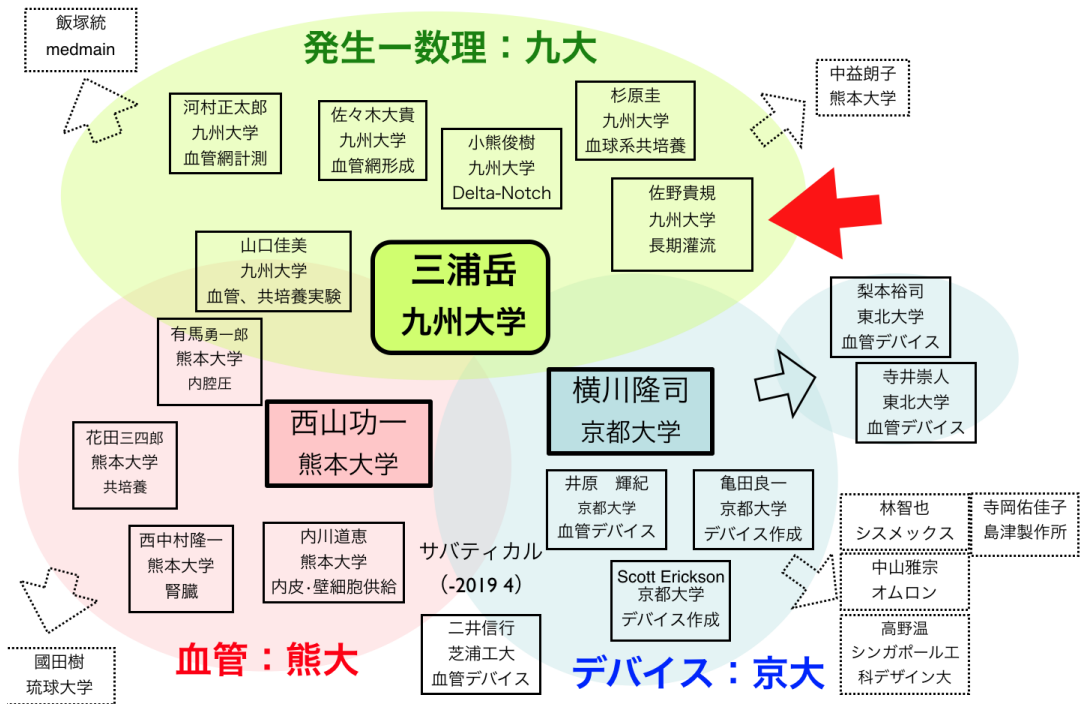 飯塚統
medmain
発生ー数理：九大
中益朗子
熊本大学
河村正太郎
九州大学
血管網計測
佐々木大貴
九州大学
血管網形成
小熊俊樹
九州大学
Delta-Notch
杉原圭
九州大学
血球系共培養
佐野貴規
九州大学
長期灌流
山口佳美
九州大学
血管、共培養実験
三浦岳
九州大学
梨本裕司
東北大学
血管デバイス
寺井崇人
東北大学
血管デバイス
有馬勇一郎
熊本大学
内腔圧
西山功一
熊本大学
横川隆司
京都大学
花田三四郎
熊本大学
共培養
西中村隆一
熊本大学
腎臓
内川道恵
熊本大学
内皮・壁細胞供給
サバティカル
（-2019 4）
井原　輝紀
京都大学
血管デバイス
亀田良一
京都大学
デバイス作成
Scott Erickson
京都大学
デバイス作成
二井信行
芝浦工大
血管デバイス
林智也
シスメックス
寺岡佑佳子
島津製作所
中山雅宗
オムロン
高野温
シンガポール工
科デザイン大
國田樹
琉球大学
血管：熊大
デバイス：京大